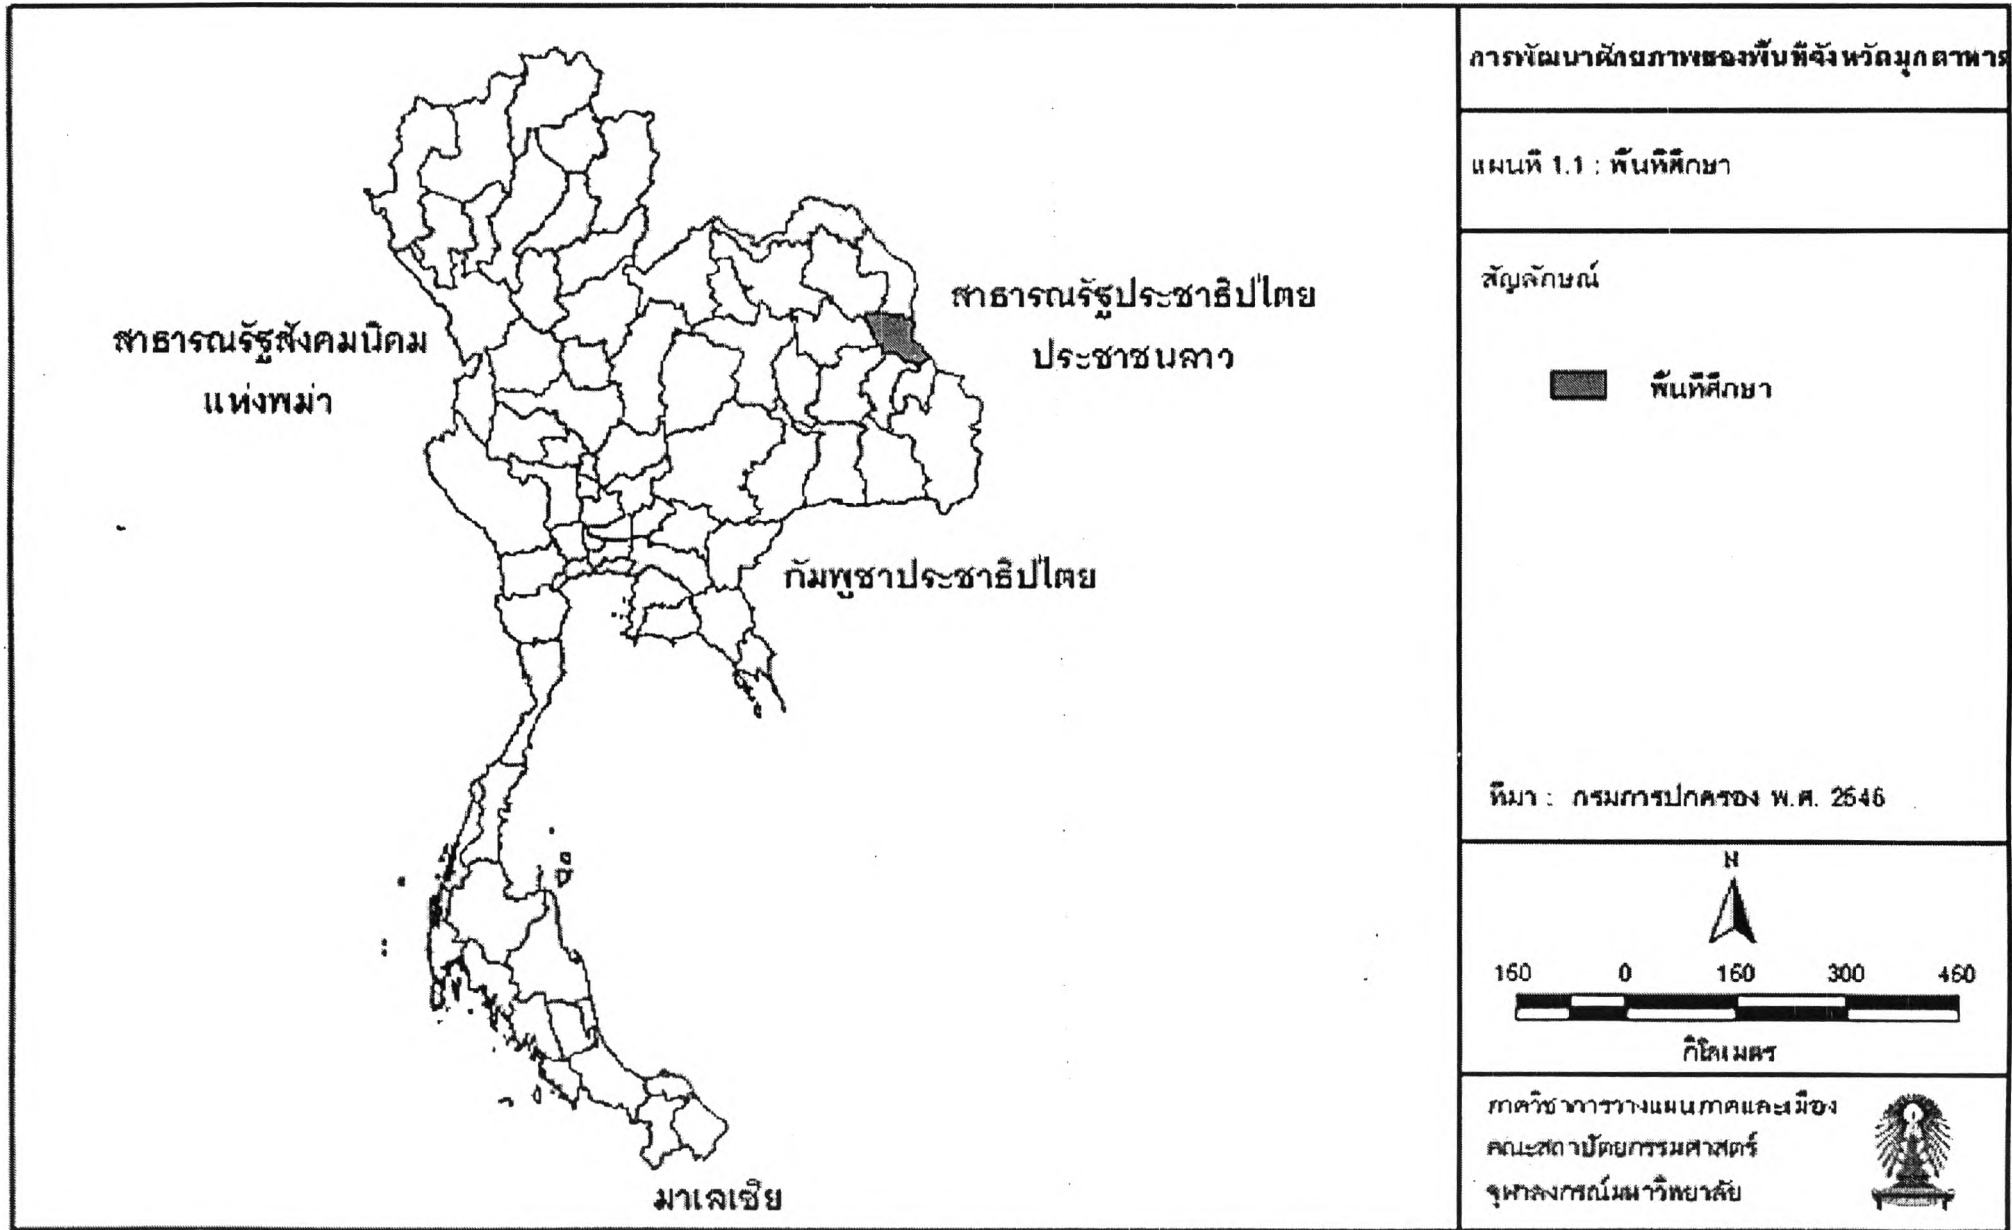 การพัฒนาศักยภาพของพื้นที่จังหวัดมุกดาหาร
แผนที่ 1.1 : พื้นที่ศึกษา
สัญลักษณ์
พื้นที่ศึกษา
สาธารณรัฐสังคมนิคม
แห่งพม่า
สาธารณรัฐประชาธิปไตย
ประชาชนลาว
กัมพูชาประชาธิปไตย
มาเลเซีย
ที่มา : กรมการปกครอง พ.ศ. 2546
N
150 0 150 300 450
กิโลเมตร
ภาควิชาการวางแผนภาคและเมือง
คณะสถาปัตยกรรมศาสตร์
จุฬาลงกรณ์มหาวิทยาลัย